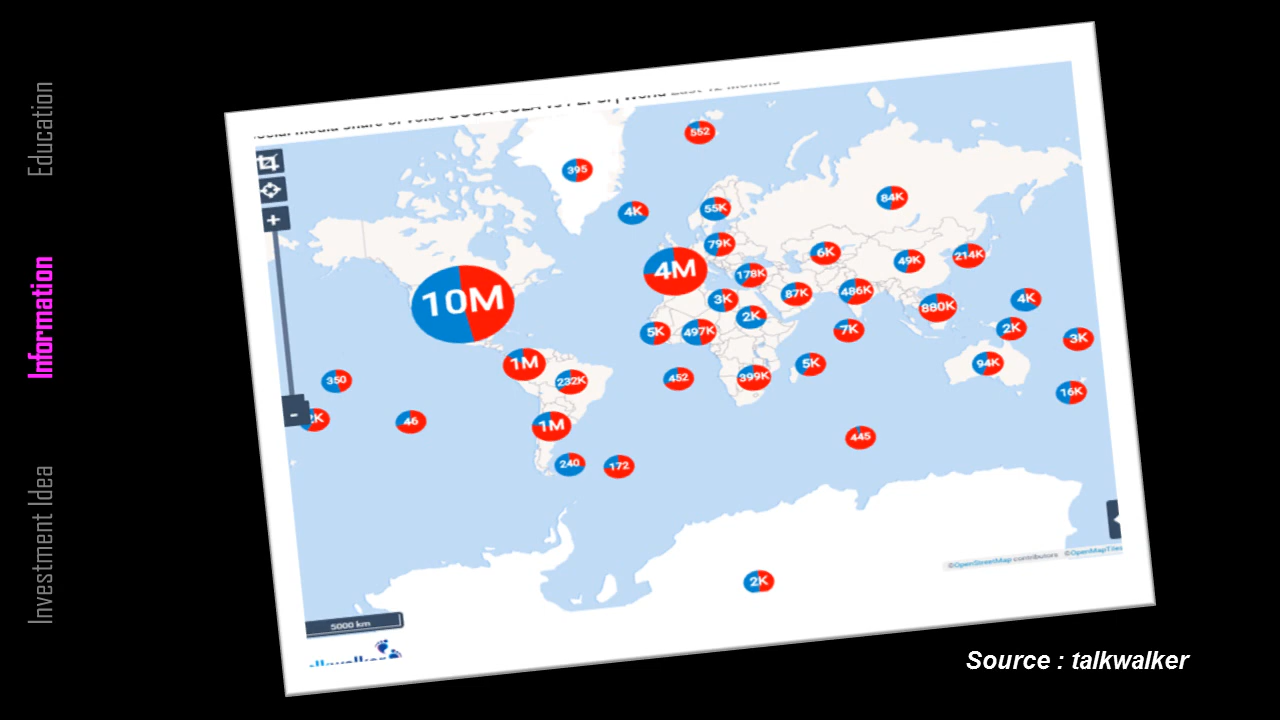 Education
Information
Investment Idea
552
395
4K
55K
84K
79K
4M
178K
6K
49K
214K
10M
3K
2K
87K
486K
880K
4K
2K
3K
5K
497K
7K
1M
232K
452
399K
5K
94K
16K
350
2K
46
1M
445
240
172
2K
+
-
5000 km
©OpenStreetMap contributors ©OpenMapTiles
Source : talkwalker